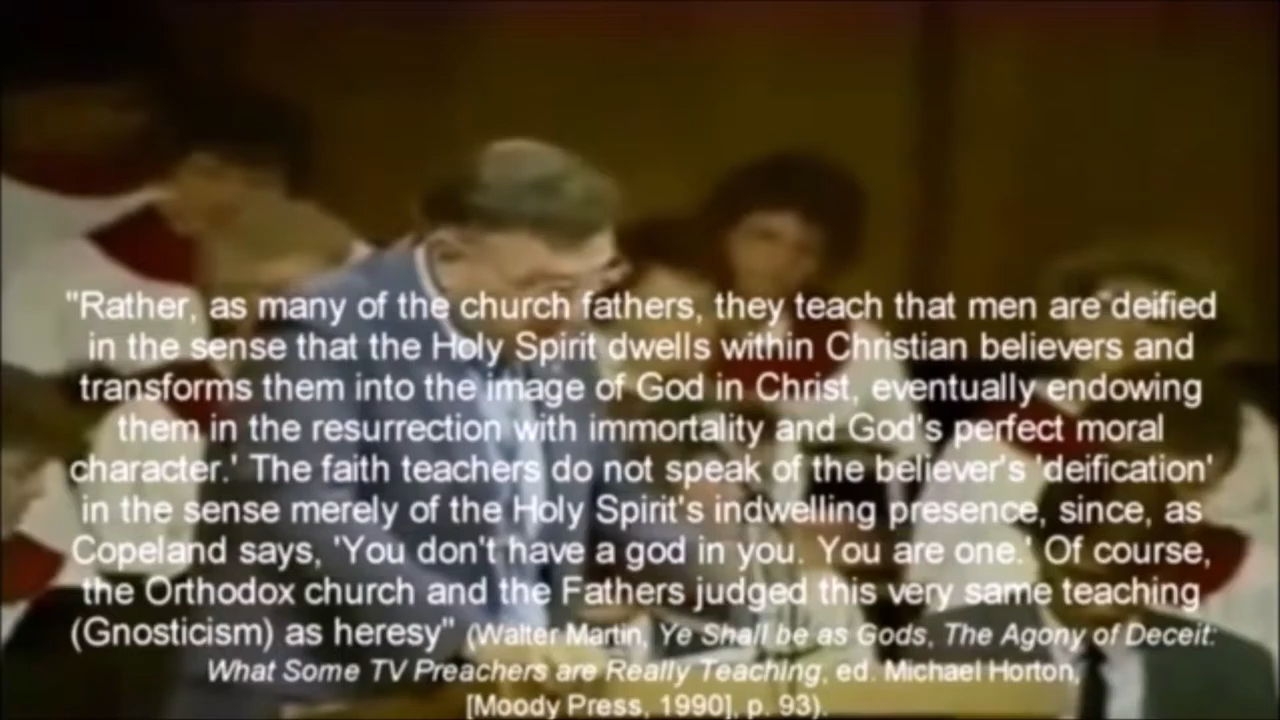 "Rather, as many of the church fathers, they teach that men are deified
in the sense that the Holy Spirit dwells within Christian believers and
transforms them into the image of God in Christ, eventually endowing
them in the resurrection with immortality and God's perfect moral
character.' The faith teachers do not speak of the believer's 'deification'
in the sense merely of the Holy Spirit's indwelling presence, since, as
Copeland says, 'You don't have a god in you. You are one.' Of course,
the Orthodox church and the Fathers judged this very same teaching
(Gnosticism) as heresy" (Walter Martin, Ye Shall be as Gods, The Agony of Deceit:
What Some TV Preachers are Really Teaching, ed. Michael Horton,
[Moody Press, 1990], p. 93).